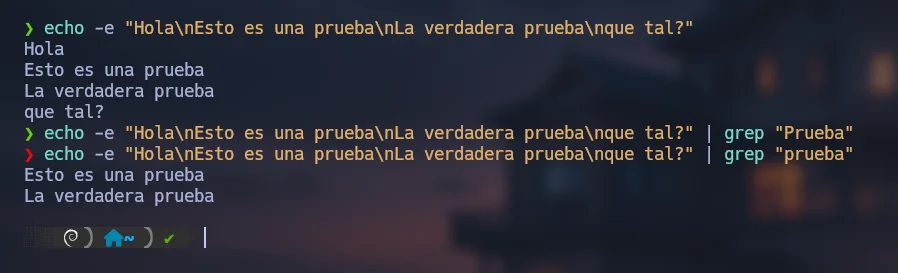 ❯ echo -e "Hola\nEsto es una prueba\nLa verdadera prueba\nque tal?"
Hola
Esto es una prueba
La verdadera prueba
que tal?
❯ echo -e "Hola\nEsto es una prueba\nLa verdadera prueba\nque tal?" | grep "Prueba"
❯ echo -e "Hola\nEsto es una prueba\nLa verdadera prueba\nque tal?" | grep "prueba"
Esto es una prueba
La verdadera prueba
~ ✔